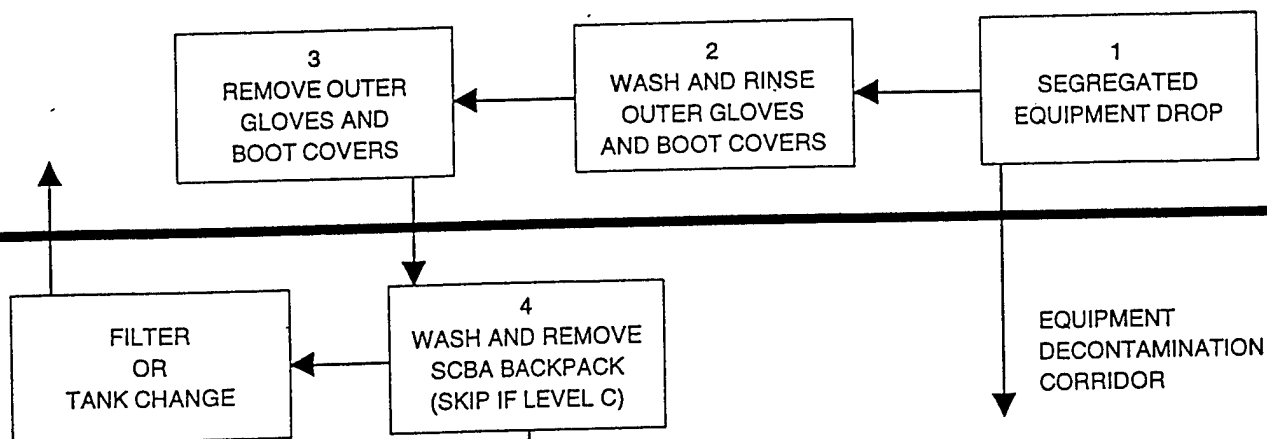 1
SEGREGATED
EQUIPMENT DROP
2
WASH AND RINSE
OUTER GLOVES
AND BOOT COVERS
3
REMOVE OUTER
GLOVES AND
BOOT COVERS
4
WASH AND REMOVE
SCBA BACKPACK
(SKIP IF LEVEL C)
FILTER
OR
TANK CHANGE
EQUIPMENT
DECONTAMINATION
CORRIDOR